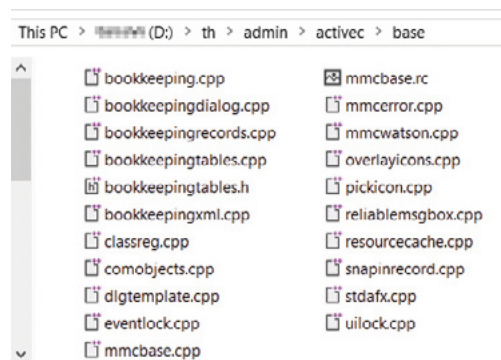 This PC > (D:) > th > admin > activec > base
bookkeeping.cpp
bookkeepingdialog.cpp
bookkeepingrecords.cpp
bookkeepingtables.cpp
bookkeepingtables.h
bookkeepingxml.cpp
classreg.cpp
comobjects.cpp
dlgtemplate.cpp
eventlock.cpp
mmcbase.cpp
mmcbase.rc
mmcerror.cpp
mmcwatson.cpp
overlayicons.cpp
pickicon.cpp
reliablemsgbox.cpp
resourcecache.cpp
snapinrecord.cpp
stdafx.cpp
uilock.cpp